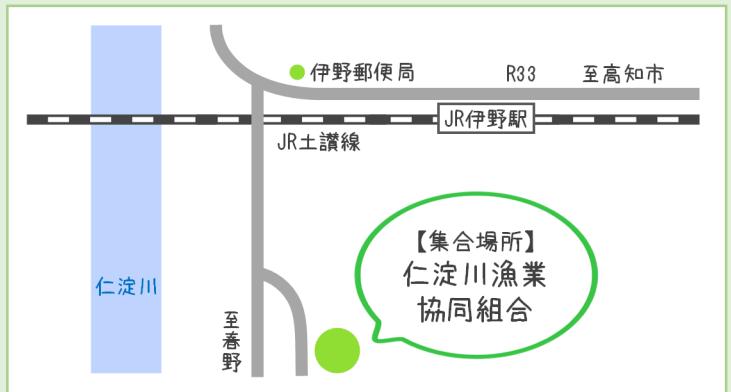 伊野郵便局
R33
至高知市
JR伊野駅
JR土讃線
【集合場所】
仁淀川漁業
協同組合
仁淀川
至春野